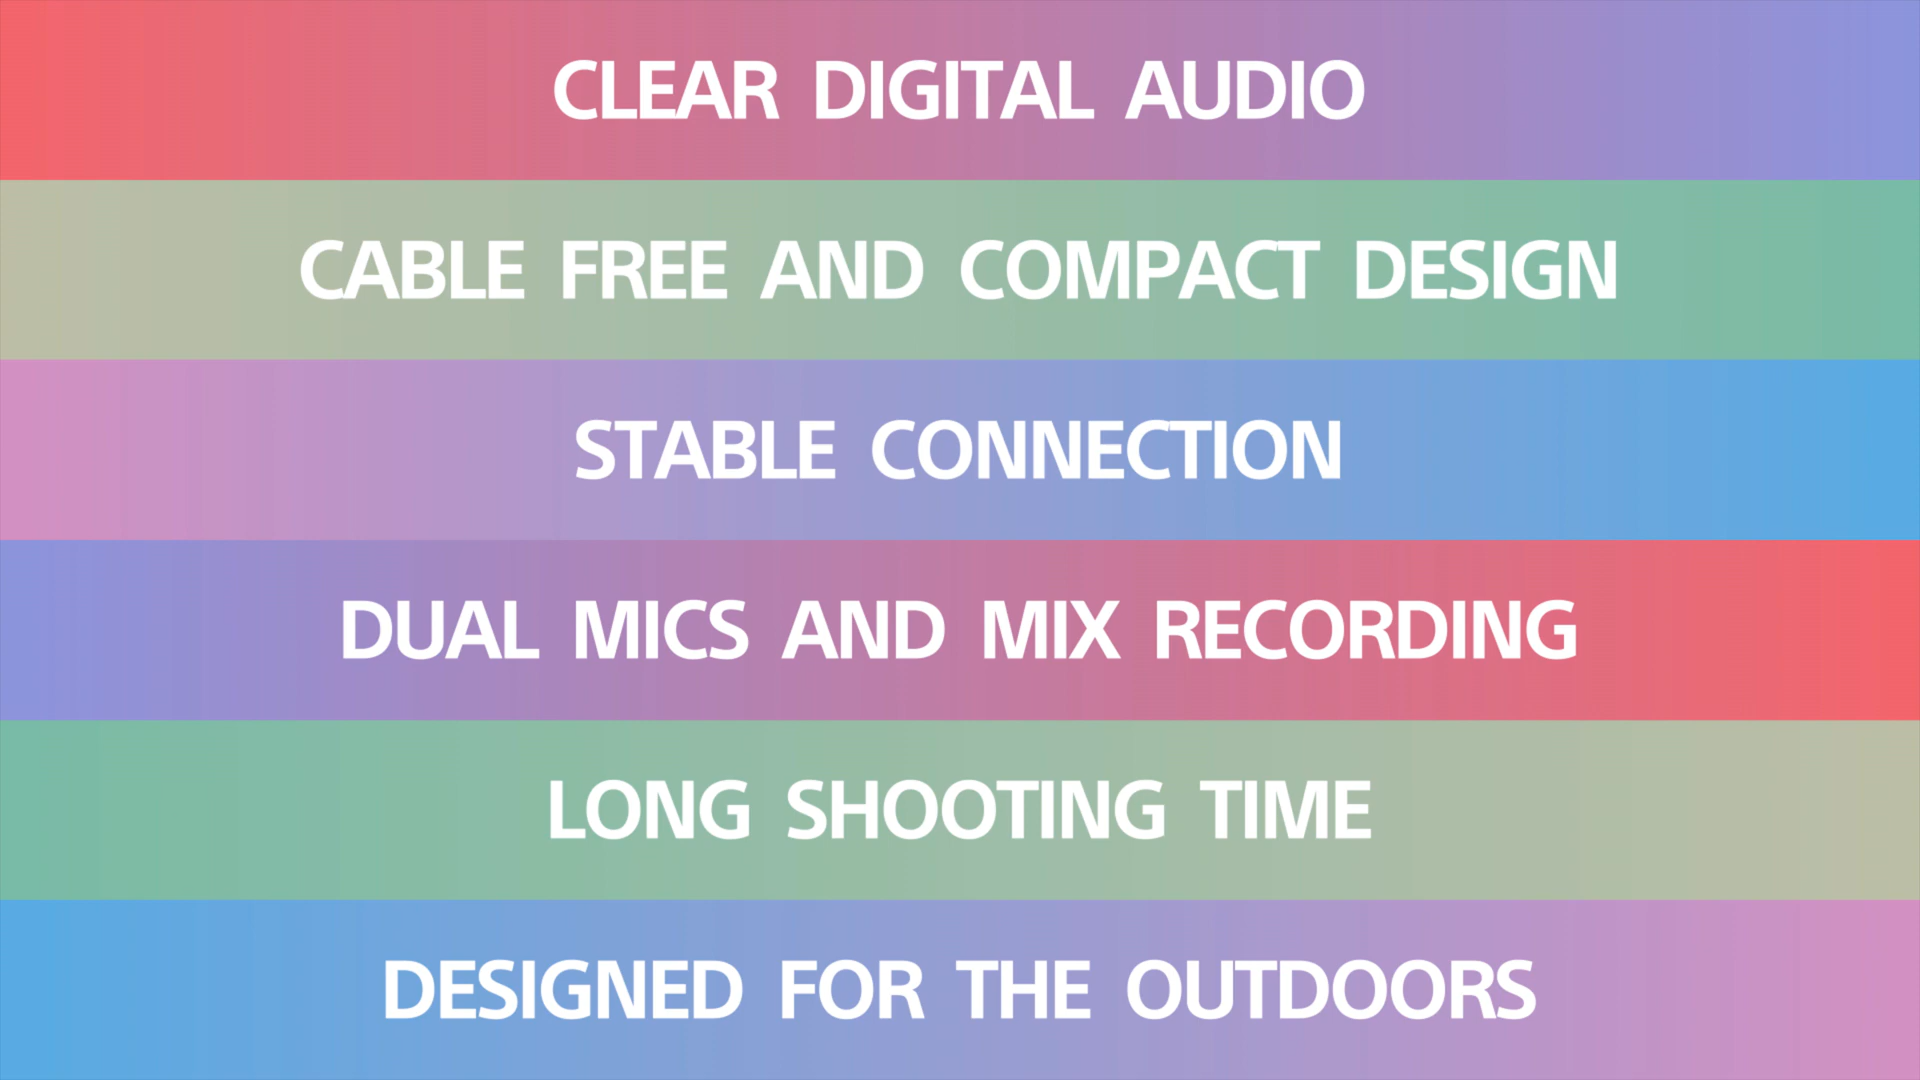 CLEAR DIGITAL AUDIO
CABLE FREE AND COMPACT DESIGN
STABLE CONNECTION
DUAL MICS AND MIX RECORDING
LONG SHOOTING TIME
DESIGNED FOR THE OUTDOORS